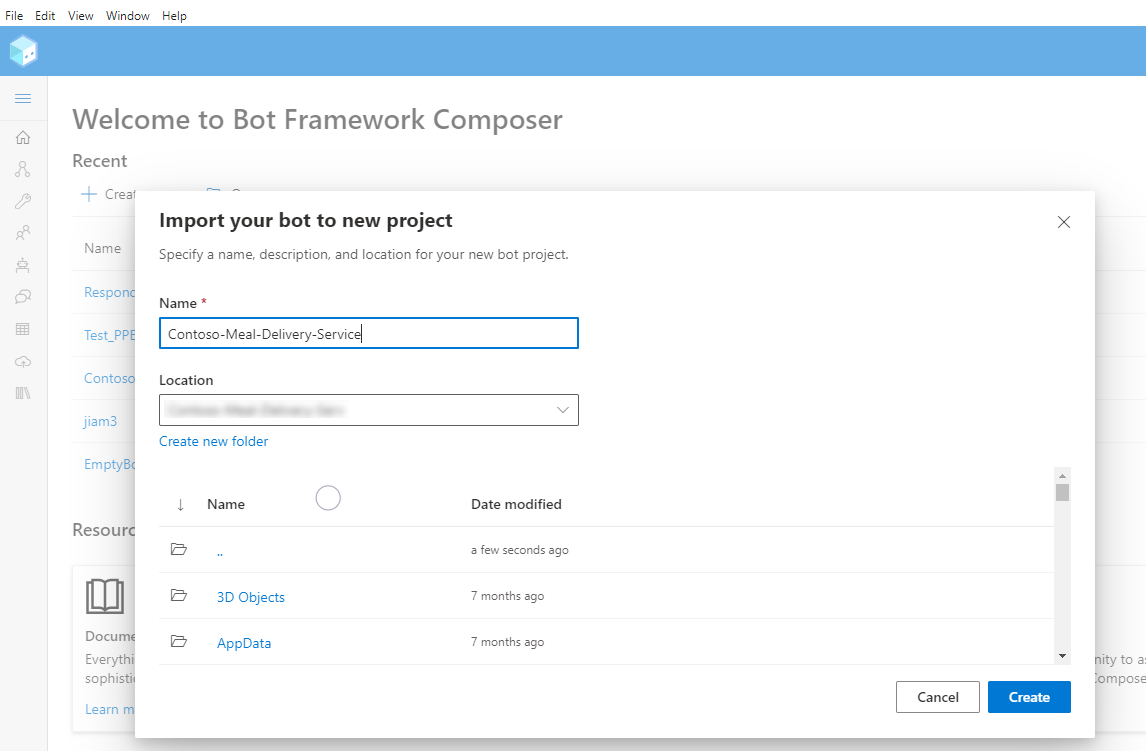 File Edit View Window Help
Welcome to Bot Framework Composer
Recent
Creat
Import your bot to new project
Specify a name, description, and location for your new bot project.
Name
Respond
Test_PPE
Contoso
jiam3
EmptyBo
Name *
Contoso-Meal-Delivery-Service
Location
Create new folder
Name Date modified
.. a few seconds ago
3D Objects 7 months ago
AppData 7 months ago
Cancel Create
Resourc
Docume
Everythi
sophistic
Learn m
nity to as
Compose